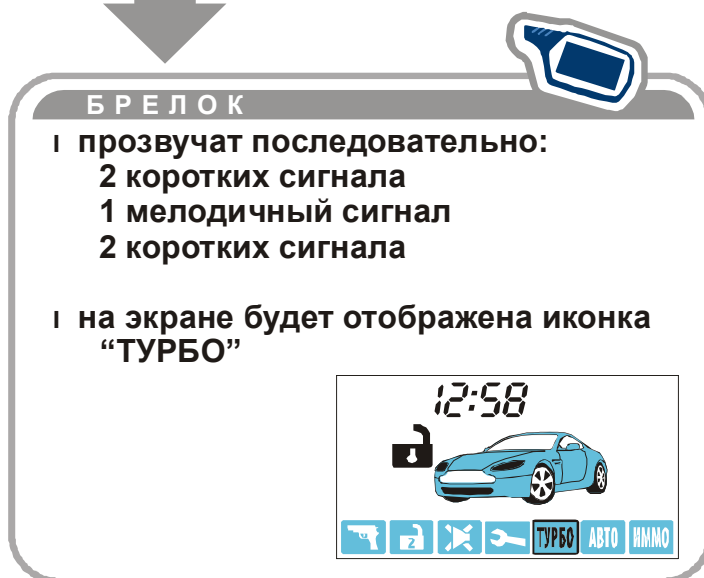 БРЕЛОК
прозвучат последовательно:
2 коротких сигнала
1 мелодичный сигнал
2 коротких сигнала
на экране будет отображена иконка
“ТУРБО”
12:58
2 ТУРБО АВТО ИММО